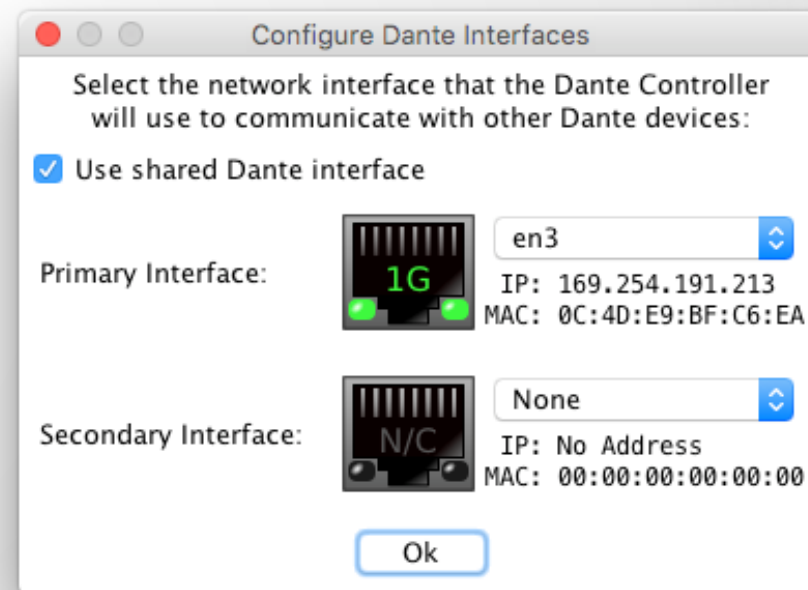 Configure Dante Interfaces
Select the network interface that the Dante Controller
will use to communicate with other Dante devices:
Use shared Dante interface
Primary Interface:
1G
en3
IP: 169.254.191.213
MAC: 0C:4D:E9:BF:C6:EA
Secondary Interface:
N/C
None
IP: No Address
MAC: 00:00:00:00:00:00
Ok